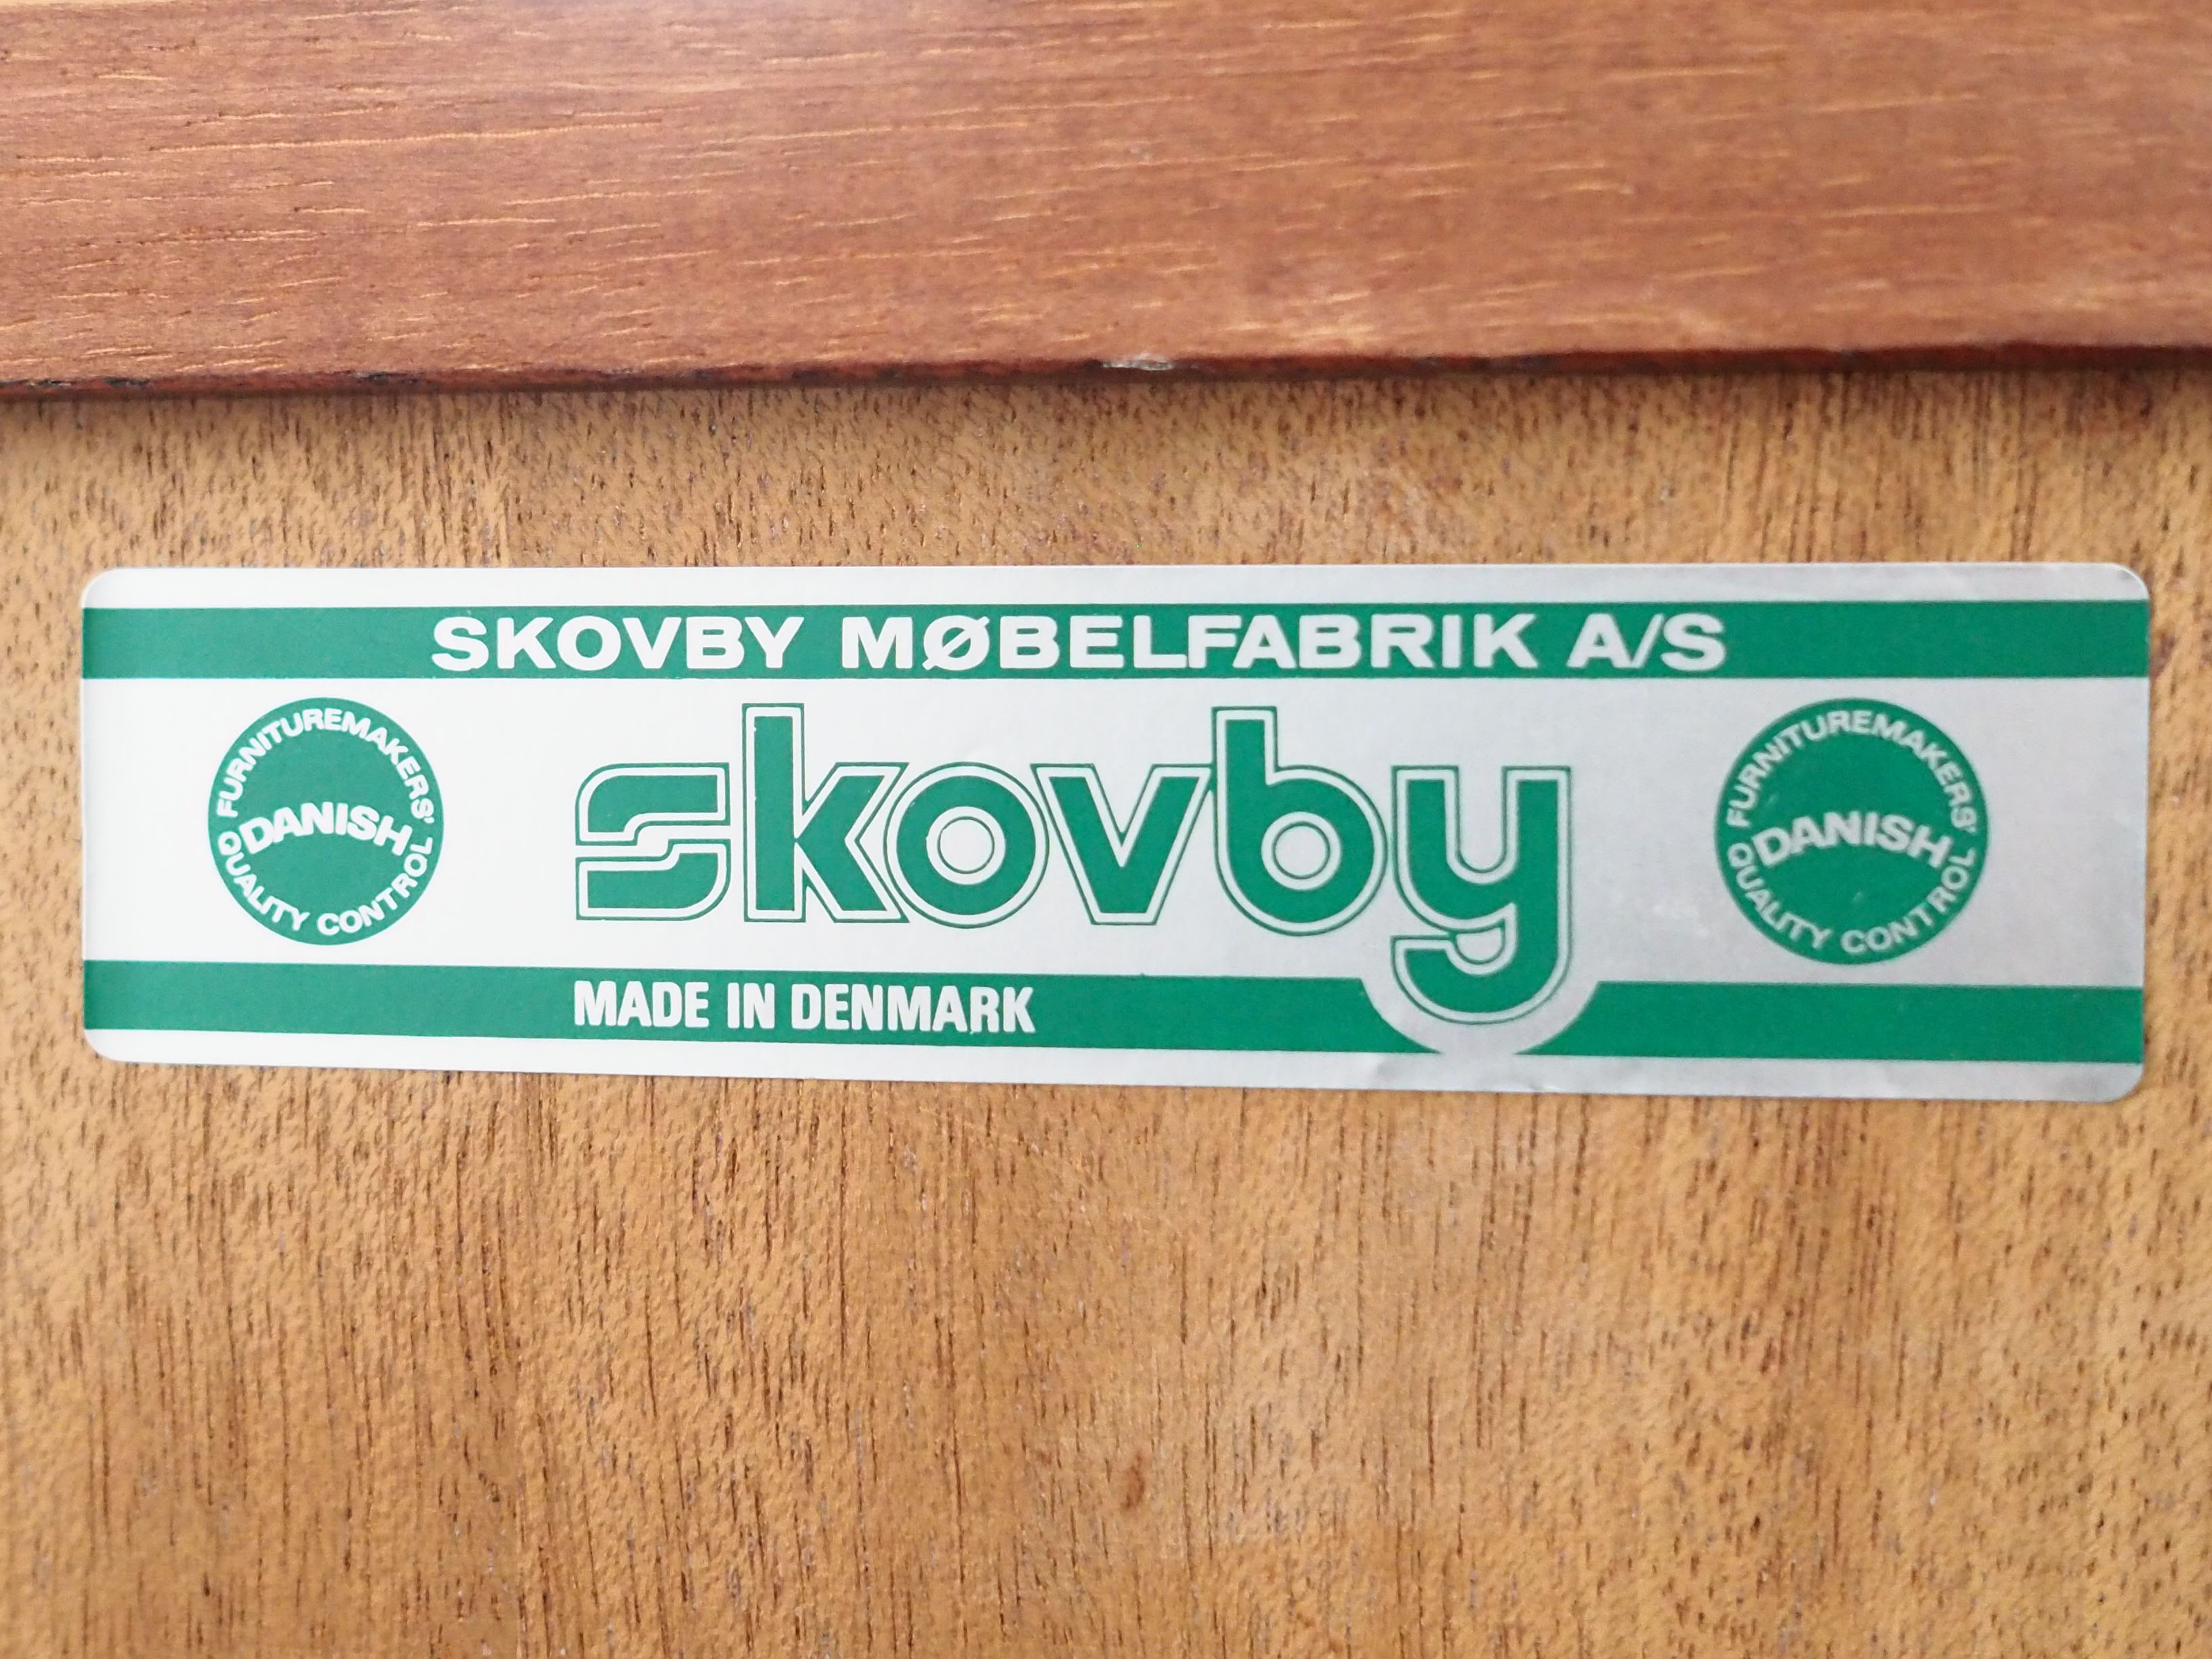 SKOVBY MØBELFABRIK A/S
FURNITUREMAKERS'
DANISH
QUALITY CONTROL
skovby
FURNITUREMAKERS'
DANISH
QUALITY CONTROL
MADE IN DENMARK